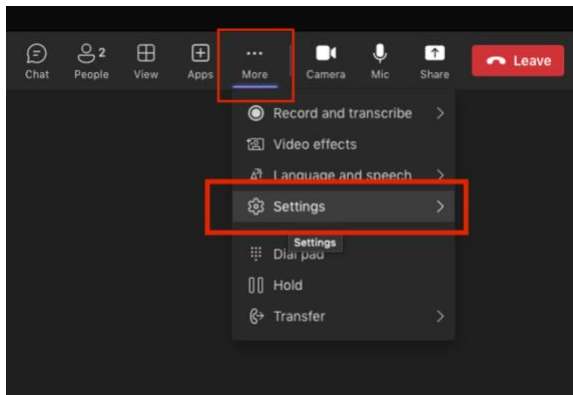 2
Chat People View Apps More Camera Mic Share Leave
Record and transcribe
Video effects
Language and speech
Settings
Settings
Dial pad
Hold
Transfer